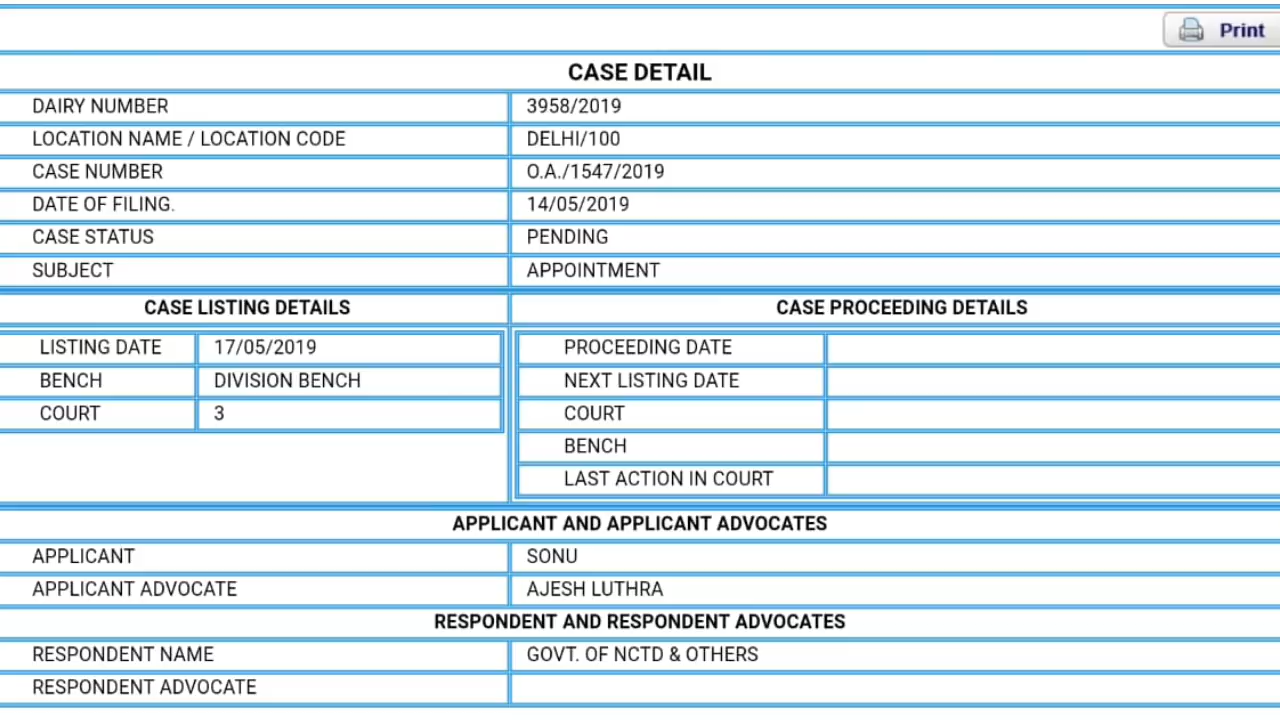 Print
CASE DETAIL
DAIRY NUMBER 3958/2019
LOCATION NAME / LOCATION CODE DELHI/100
CASE NUMBER O.A./1547/2019
DATE OF FILING. 14/05/2019
CASE STATUS PENDING
SUBJECT APPOINTMENT
CASE LISTING DETAILS CASE PROCEEDING DETAILS
LISTING DATE 17/05/2019 PROCEEDING DATE
BENCH DIVISION BENCH NEXT LISTING DATE
COURT 3 COURT
BENCH
LAST ACTION IN COURT
APPLICANT AND APPLICANT ADVOCATES
APPLICANT SONU
APPLICANT ADVOCATE AJESH LUTHRA
RESPONDENT AND RESPONDENT ADVOCATES
RESPONDENT NAME GOVT. OF NCTD & OTHERS
RESPONDENT ADVOCATE